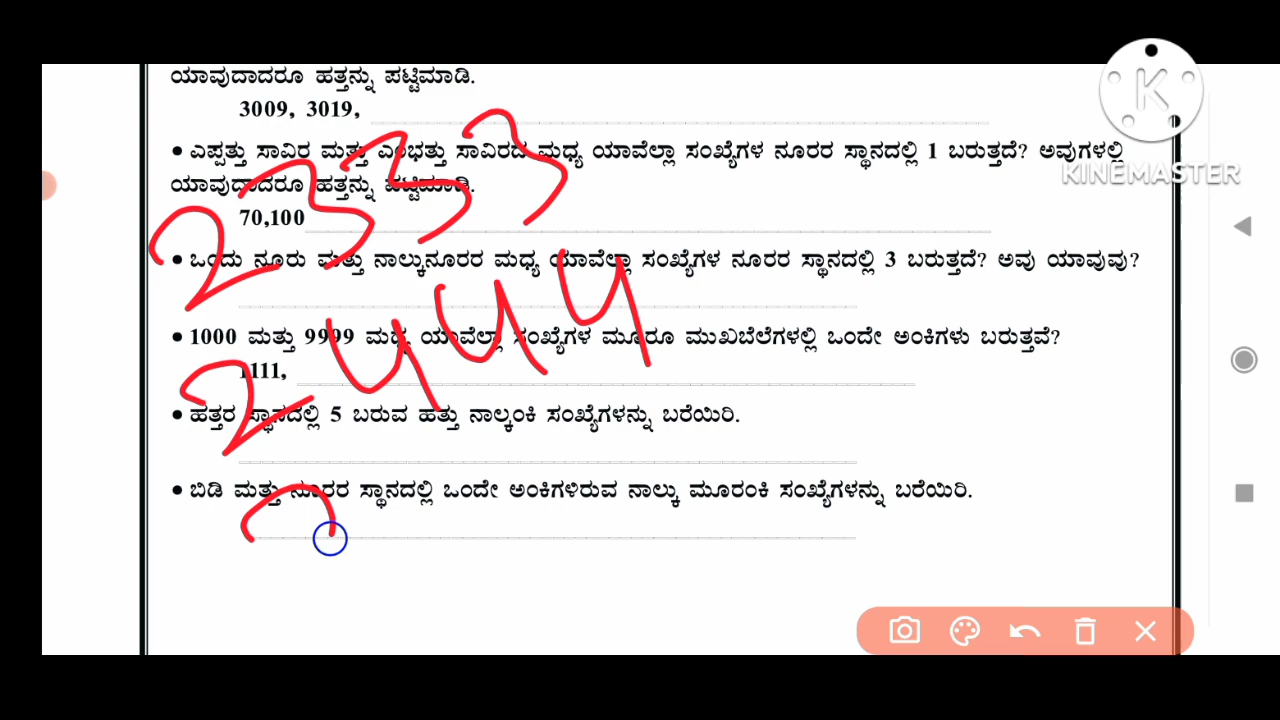 ಯಾವುದಾದರೂ ಹತ್ತನ್ನು ಪಟ್ಟಿಮಾಡಿ.
3009, 3019,
• ಎಪ್ಪತ್ತು ಸಾವಿರ ಮತ್ತು ಎಂಭತ್ತು ಸಾವಿರದ ಮಧ್ಯ ಯಾವೆಲ್ಲಾ ಸಂಖ್ಯೆಗಳ ನೂರರ ಸ್ಥಾನದಲ್ಲಿ 1 ಬರುತ್ತದೆ? ಅವುಗಳಲ್ಲಿ
ಯಾವುದಾದರೂ ಹತ್ತನ್ನು ಪಟ್ಟಿಮಾಡಿ.
70,100
• ಒಂದು ನೂರು ಮತ್ತು ನಾಲ್ಕುನೂರರ ಮಧ್ಯ ಯಾವೆಲ್ಲಾ ಸಂಖ್ಯೆಗಳ ನೂರರ ಸ್ಥಾನದಲ್ಲಿ 3 ಬರುತ್ತದೆ? ಅವು ಯಾವುವು?
• 1000 ಮತ್ತು 9999 ಮಧ್ಯ ಯಾವೆಲ್ಲಾ ಸಂಖ್ಯೆಗಳ ಮೂರೂ ಮುಖಬೆಲೆಗಳಲ್ಲಿ ಒಂದೇ ಅಂಕಿಗಳು ಬರುತ್ತವೆ?
1111,
• ಹತ್ತರ ಸ್ಥಾನದಲ್ಲಿ 5 ಬರುವ ಹತ್ತು ನಾಲ್ಕಂಕಿ ಸಂಖ್ಯೆಗಳನ್ನು ಬರೆಯಿರಿ.
• ಬಿಡಿ ಮತ್ತು ನೂರರ ಸ್ಥಾನದಲ್ಲಿ ಒಂದೇ ಅಂಕಿಗಳಿರುವ ನಾಲ್ಕು ಮೂರಂಕಿ ಸಂಖ್ಯೆಗಳನ್ನು ಬರೆಯಿರಿ.
2333
2444
K
KINEMASTER